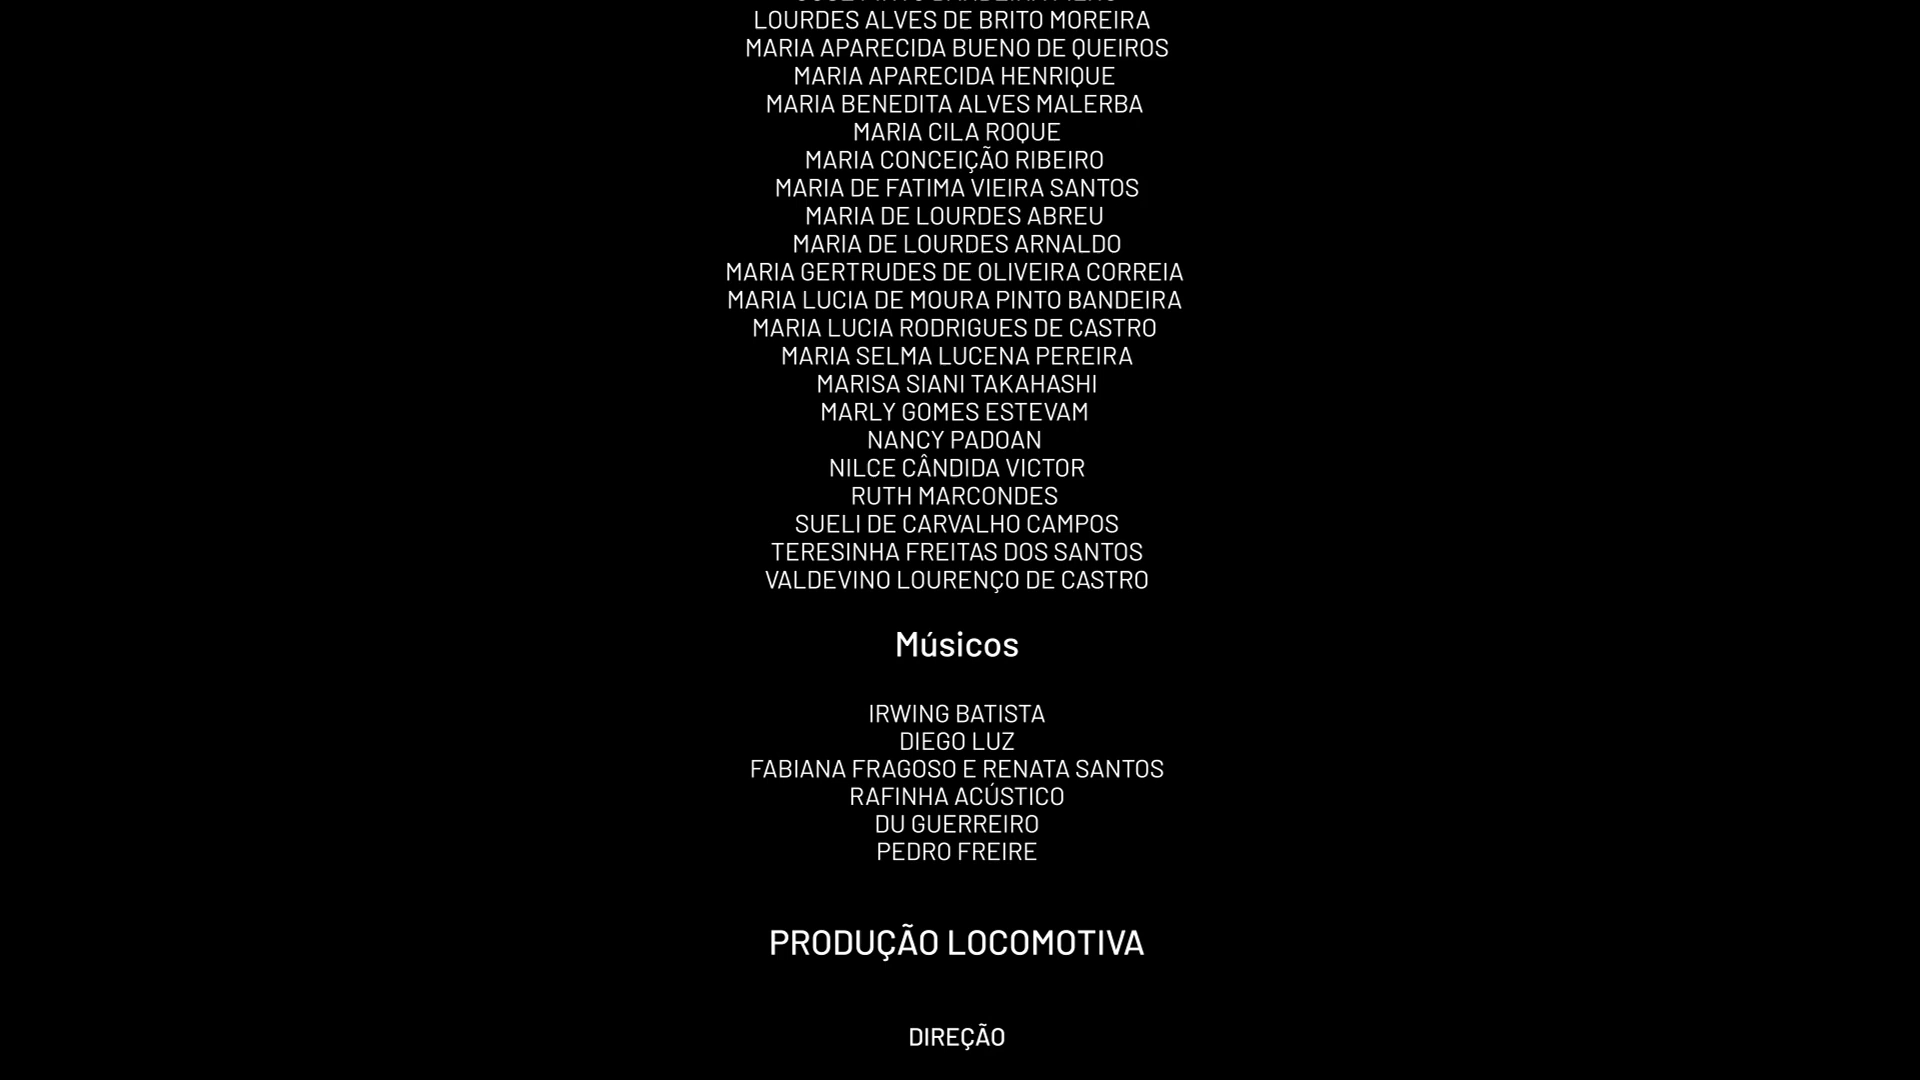 LOURDES ALVES DE BRITO MOREIRA
MARIA APARECIDA BUENO DE QUEIROS
MARIA APARECIDA HENRIQUE
MARIA BENEDITA ALVES MALERBA
MARIA CILA ROQUE
MARIA CONCEIÇÃO RIBEIRO
MARIA DE FATIMA VIEIRA SANTOS
MARIA DE LOURDES ABREU
MARIA DE LOURDES ARNALDO
MARIA GERTRUDES DE OLIVEIRA CORREIA
MARIA LUCIA DE MOURA PINTO BANDEIRA
MARIA LUCIA RODRIGUES DE CASTRO
MARIA SELMA LUCENA PEREIRA
MARISA SIANI TAKAHASHI
MARLY GOMES ESTEVAM
NANCY PADOAN
NILCE CÂNDIDA VICTOR
RUTH MARCONDES
SUELI DE CARVALHO CAMPOS
TERESINHA FREITAS DOS SANTOS
VALDEVINO LOURENÇO DE CASTRO
Músicos
IRWING BATISTA
DIEGO LUZ
FABIANA FRAGOSO E RENATA SANTOS
RAFINHA ACÚSTICO
DU GUERREIRO
PEDRO FREIRE
PRODUÇÃO LOCOMOTIVA
DIREÇÃO